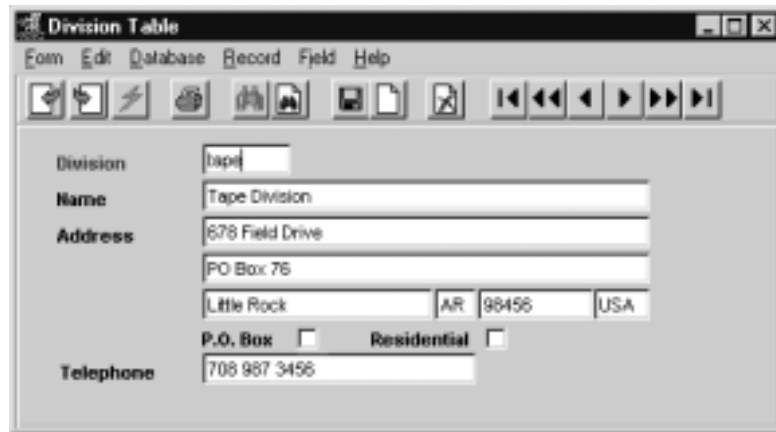 Division Table
Form Edit Database Record Field Help
Division tape
Name Tape Division
Address 678 Field Drive
PO Box 76
Little Rock AR 98456 USA
P.O. Box Residential
Telephone 708 987 3456